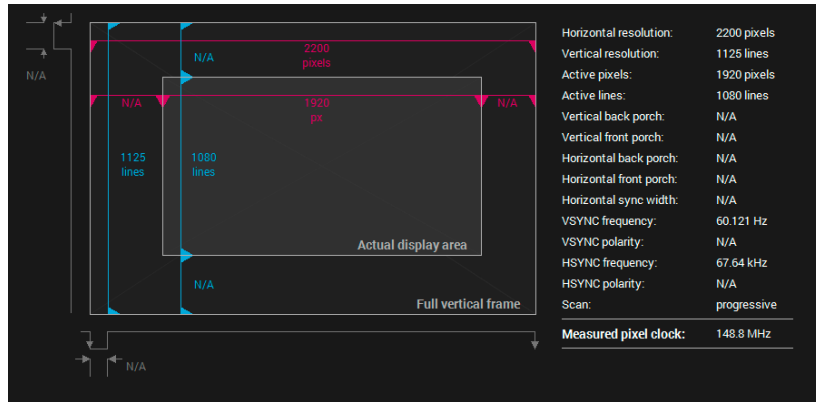 2200
pixels
N/A
N/A
N/A
1920
px
N/A
1125
lines
1080
lines
Actual display area
N/A
Full vertical frame
N/A
Horizontal resolution: 2200 pixels
Vertical resolution: 1125 lines
Active pixels: 1920 pixels
Active lines: 1080 lines
Vertical back porch: N/A
Vertical front porch: N/A
Horizontal back porch: N/A
Horizontal front porch: N/A
Horizontal sync width: N/A
VSYNC frequency: 60.121 Hz
VSYNC polarity: N/A
HSYNC frequency: 67.64 kHz
HSYNC polarity: N/A
Scan: progressive
Measured pixel clock: 148.8 MHz